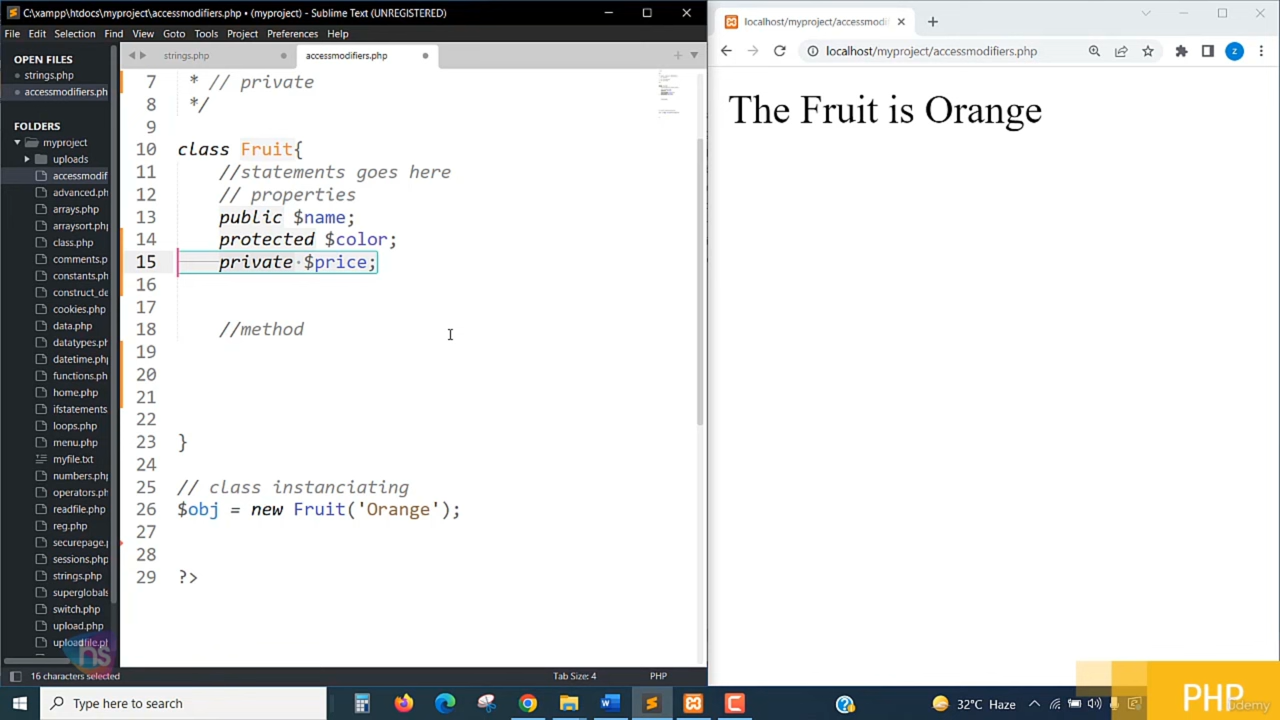 C:\xampp\htdocs\myproject\accessmodifiers.php • (myproject) - Sublime Text (UNREGISTERED)
File Edit Selection Find View Goto Tools Project Preferences Help
OPEN FILES
strings.php
accessmodifiers.ph
FOLDERS
myproject
uploads
accessmodif
advanced.ph
arrays.php
arraysort.ph
class.php
comments.p
constants.p
construct_de
cookies.php
data.php
datatypes.p
datetime.ph
functions.ph
home.php
ifstatements
loops.php
menu.php
myfile.txt
numbers.ph
operators.p
readfile.php
reg.php
securepage.
sessions.php
strings.php
superglobals
switch.php
upload.php
uploadfile.p
strings.php accessmodifiers.php
7 * // private
8 */
9
10 class Fruit{
11 //statements goes here
12 // properties
13 public $name;
14 protected $color;
15 private $price;
16
17
18 //method
19
20
21
22
23 }
24
25 // class instanciating
26 $obj = new Fruit('Orange');
27
28
29 ?>
16 characters selected Tab Size: 4 PHP
localhost/myproject/accessmodifi
localhost/myproject/accessmodifiers.php
z
The Fruit is Orange
ns
Type here to search
32°C Haze
PHP
Udemy